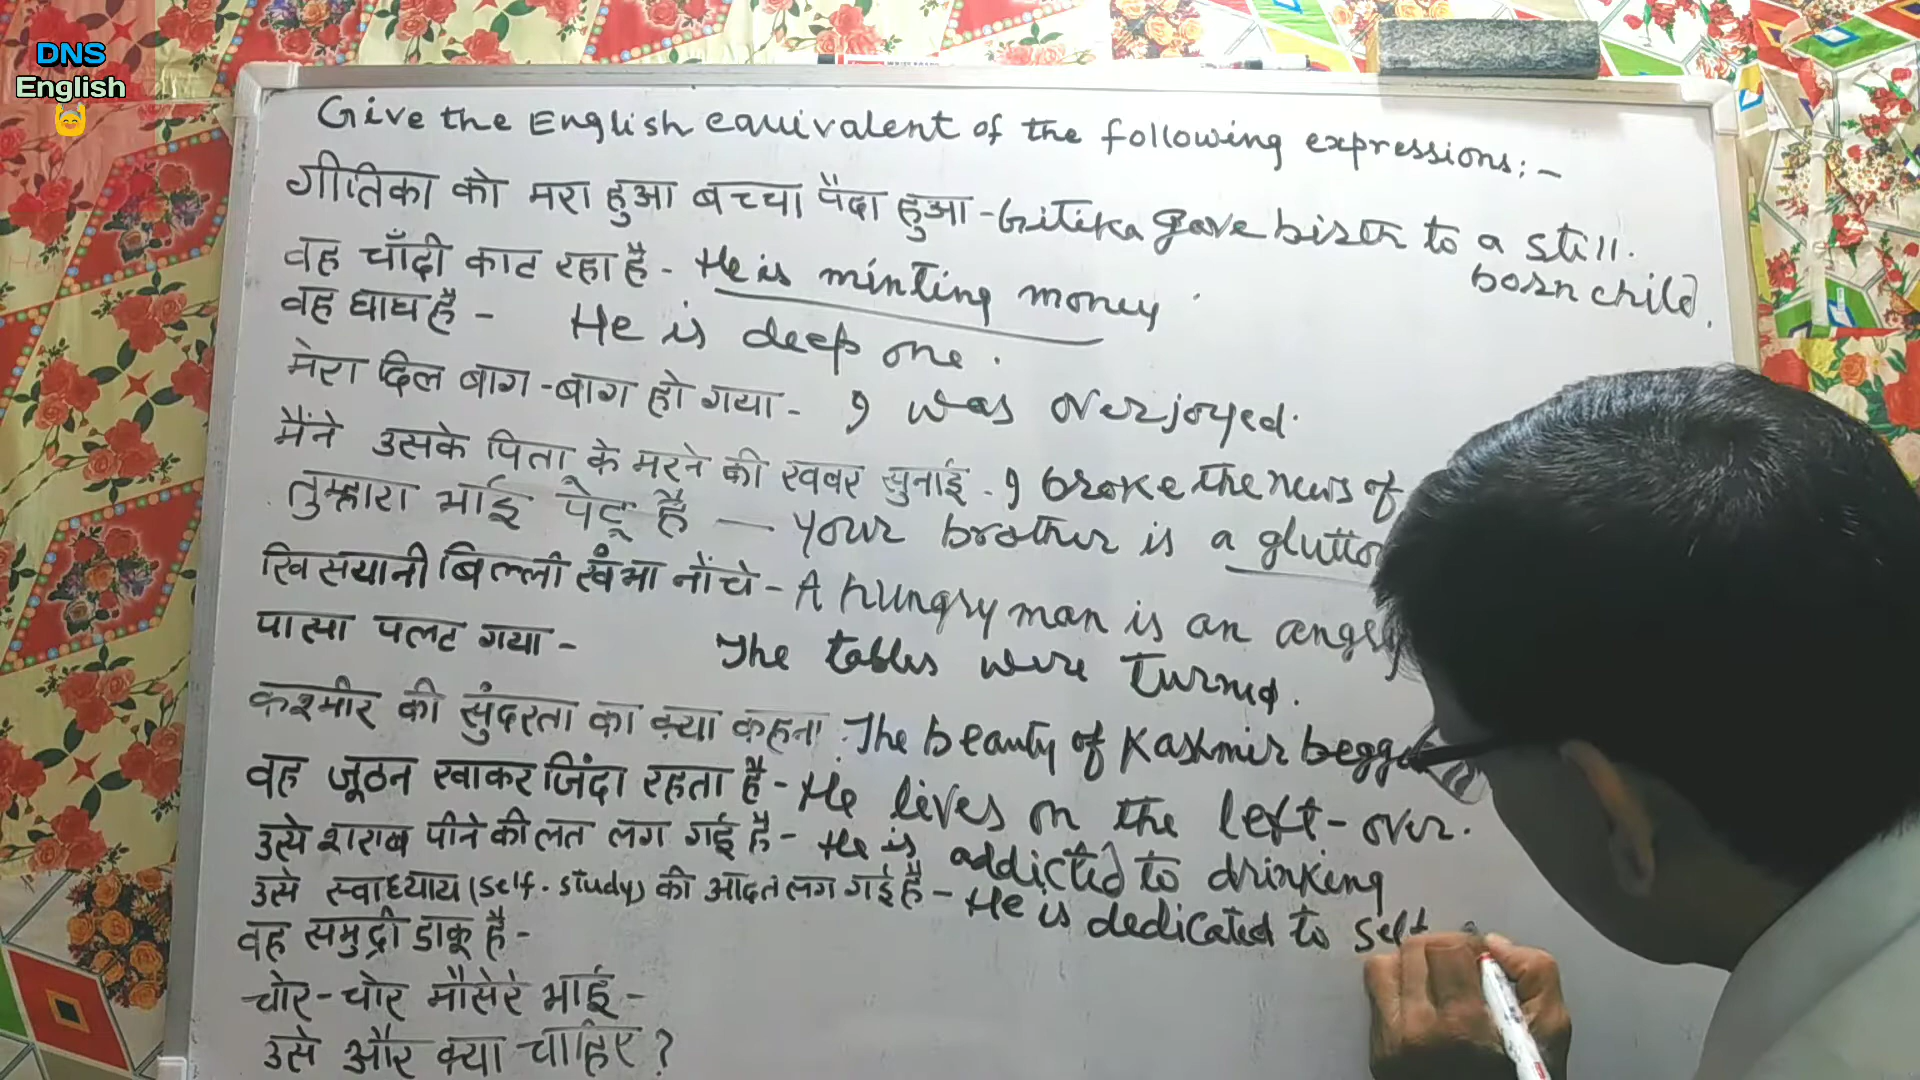 DNS
English
Give the English equivalent of the following expressions:-
गीतिका को मरा हुआ बच्चा पैदा हुआ - Gitika gave birth to a still.
born child.
वह चाँदी काट रहा है - He is minting money.
वह घाघ है - He is deep one.
मेरा दिल बाग-बाग हो गया - I was overjoyed.
मैंने उसके पिता के मरने की खबर सुनाई - I broke the news of
तुम्हारा भाई पेटू है - Your brother is a glutto
खिसयानी बिल्ली खंभा नोंचे - A hungry man is an angry
पासा पलट गया - The tables were turned.
कश्मीर की सुंदरता का क्या कहना - The beauty of Kashmir begg
वह जूठन खाकर जिंदा रहता है - He lives on the left-over.
उसे शराब पीने की लत लग गई है - He is addicted to drinking
उसे स्वाध्याय (self-study) की आदत लग गई है - He is dedicated to self
वह समुद्री डाकू है -
चोर-चोर मौसेरे भाई -
उसे और क्या चाहिए?